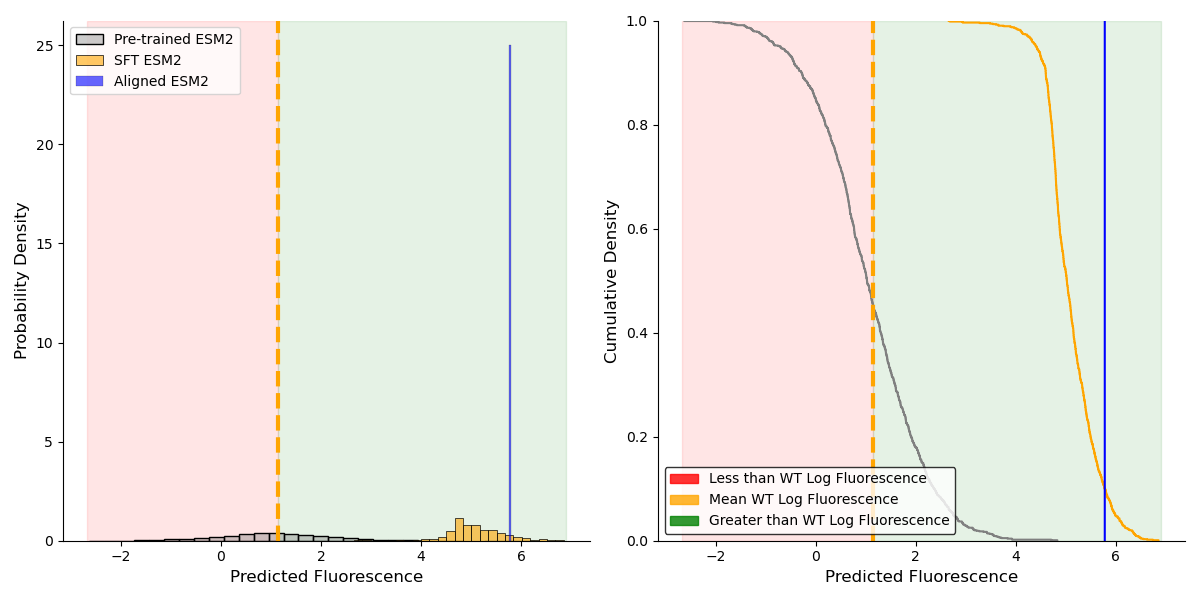 Pre-trained ESM2
SFT ESM2
Aligned ESM2
Probability Density
25
20
15
10
5
0
−2
0
2
4
6
Predicted Fluorescence
Cumulative Density
1.0
0.8
0.6
0.4
0.2
0.0
Less than WT Log Fluorescence
Mean WT Log Fluorescence
Greater than WT Log Fluorescence
−2
0
2
4
6
Predicted Fluorescence